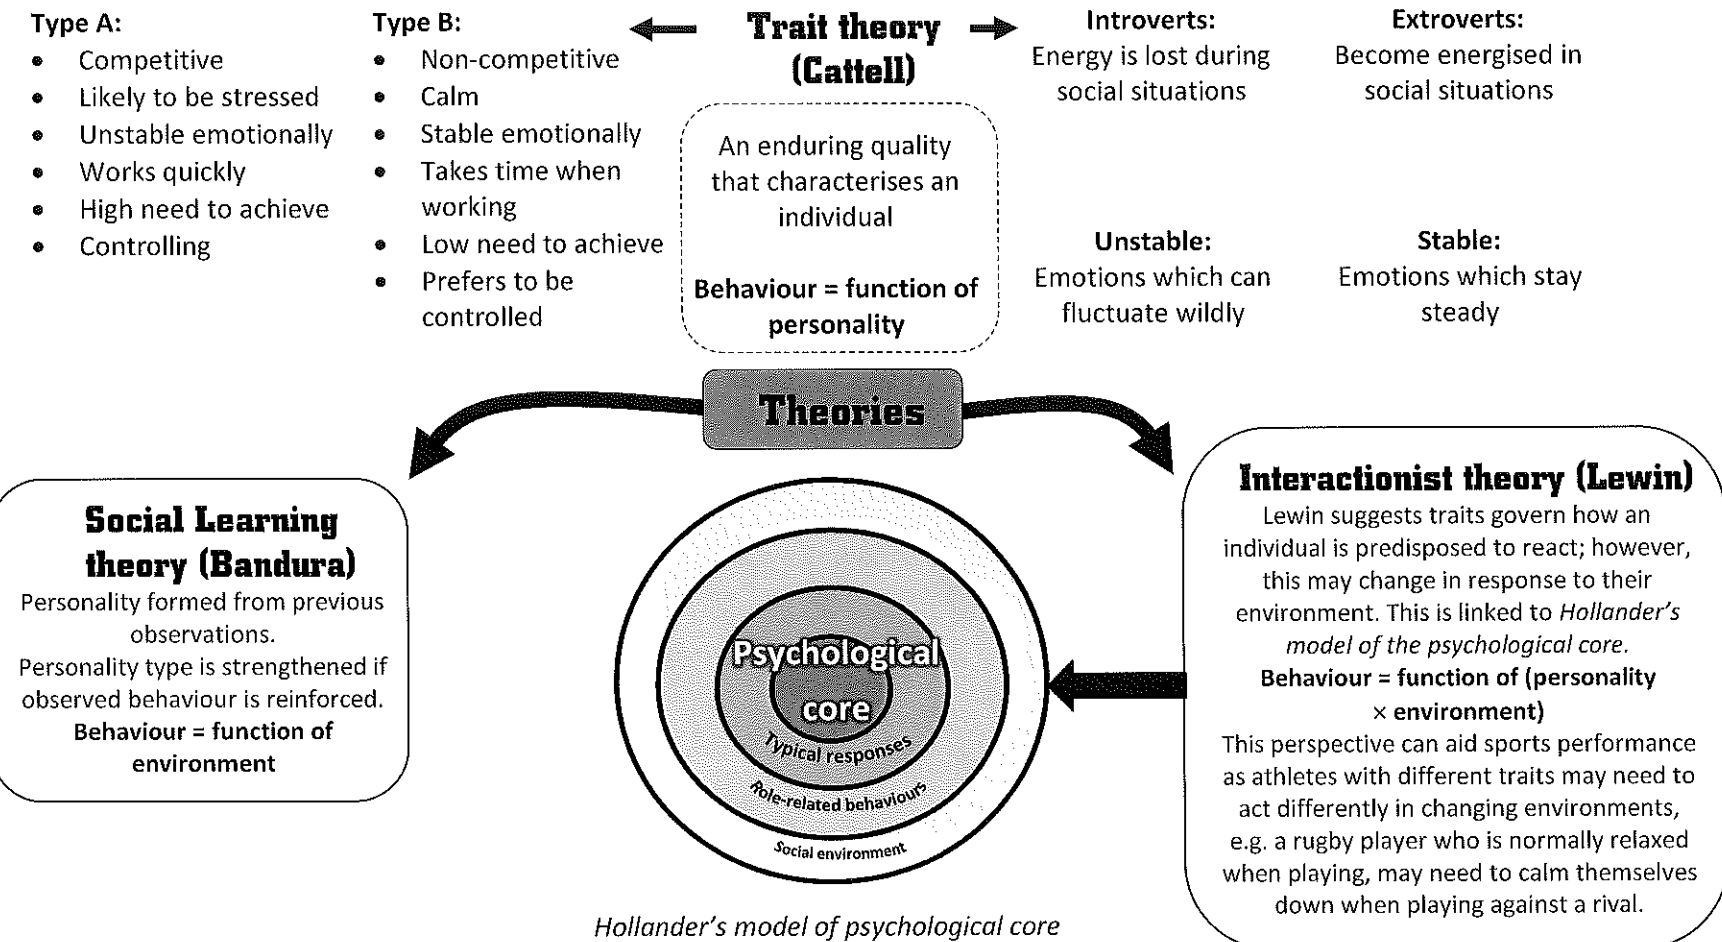 Type A:
• Competitive
• Likely to be stressed
• Unstable emotionally
• Works quickly
• High need to achieve
• Controlling
Type B:
• Non-competitive
• Calm
• Stable emotionally
• Takes time when
working
• Low need to achieve
• Prefers to be
controlled
Trait theory
(Cattell)
An enduring quality
that characterises an
individual
Behaviour = function of
personality
Introverts:
Energy is lost during
social situations
Extroverts:
Become energised in
social situations
Unstable:
Emotions which can
fluctuate wildly
Stable:
Emotions which stay
steady
Theories
Social Learning
theory (Bandura)
Personality formed from previous
observations.
Personality type is strengthened if
observed behaviour is reinforced.
Behaviour = function of
environment
Psychological
core
Typical responses
Role-related behaviours
Social environment
Hollander's model of psychological core
Interactionist theory (Lewin)
Lewin suggests traits govern how an
individual is predisposed to react; however,
this may change in response to their
environment. This is linked to Hollander's
model of the psychological core.
Behaviour = function of (personality
× environment)
This perspective can aid sports performance
as athletes with different traits may need to
act differently in changing environments,
e.g. a rugby player who is normally relaxed
when playing, may need to calm themselves
down when playing against a rival.